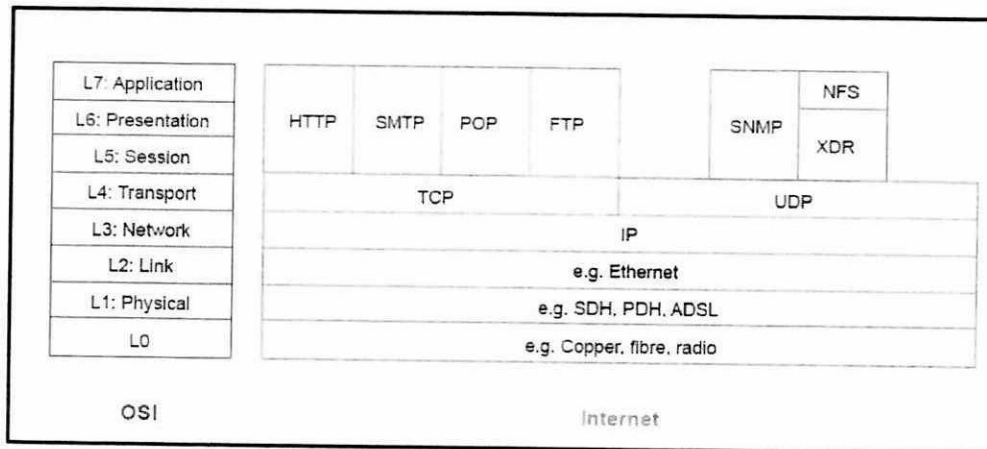 L7: Application
L6: Presentation
L5: Session
L4: Transport
L3: Network
L2: Link
L1: Physical
L0
OSI
HTTP SMTP POP FTP SNMP NFS
XDR
TCP UDP
IP
e.g. Ethernet
e.g. SDH, PDH, ADSL
e.g. Copper, fibre, radio
Internet